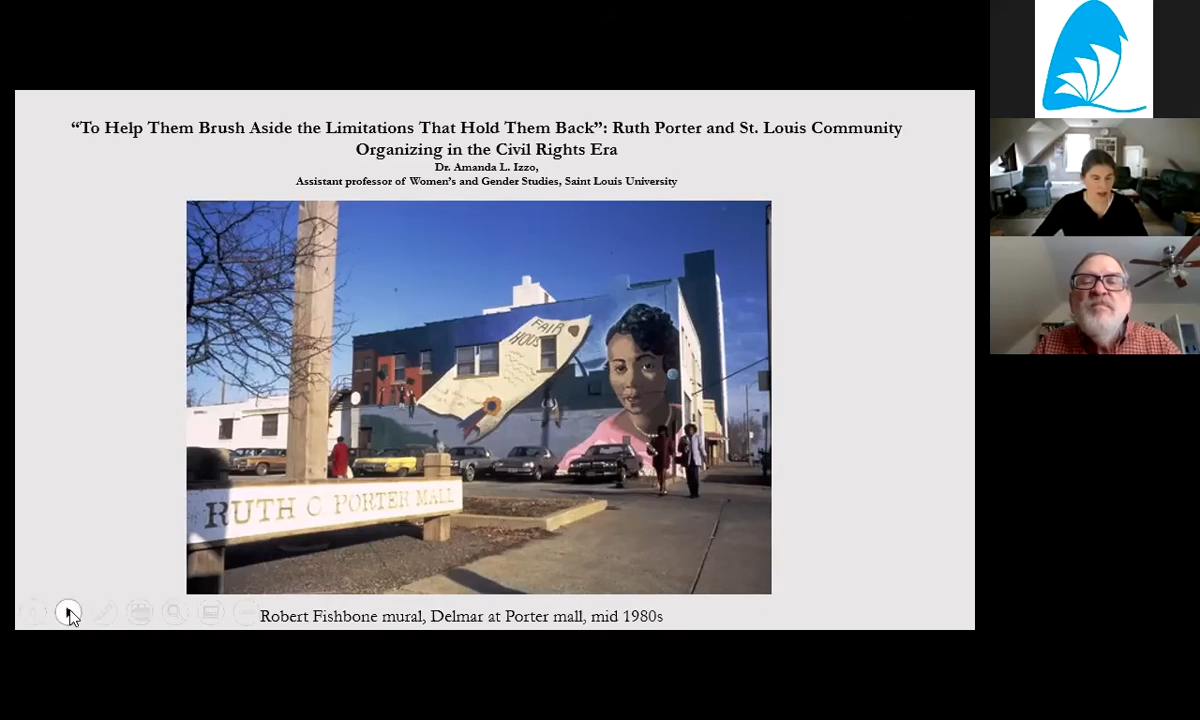 “To Help Them Brush Aside the Limitations That Hold Them Back”: Ruth Porter and St. Louis Community
Organizing in the Civil Rights Era
Dr. Amanda L. Izzo,
Assistant professor of Women’s and Gender Studies, Saint Louis University
FAIR
HOUS
RUTH C. PORTER MALL
Robert Fishbone mural, Delmar at Porter mall, mid 1980s